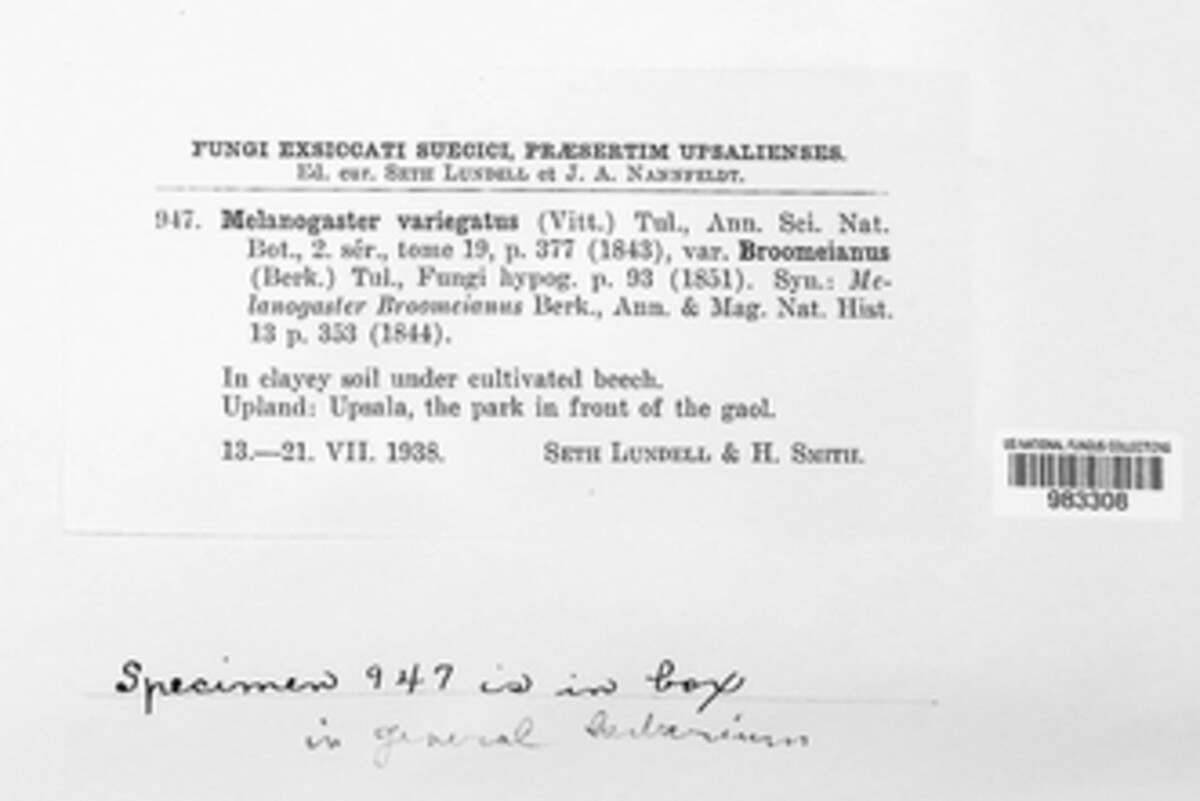 FUNGI EXSICCATI SUECICI, PRÆSERTIM UPSALIENSES.
Ed. cur. SETH LUNDELL et J. A. NANNFELDT.
947. Melanogaster variegatus (Vitt.) Tul., Ann. Sci. Nat.
Bot., 2. sér., tome 19, p. 377 (1843), var. Broomeianus
(Berk.) Tul., Fungi hypog. p. 93 (1851). Syn.: Me-
lanogaster Broomeianus Berk., Ann. & Mag. Nat. Hist.
13 p. 353 (1844).
In clayey soil under cultivated beech.
Upland: Upsala, the park in front of the gaol.
13.—21. VII. 1938. SETH LUNDELL & H. SMITH.
US NATIONAL FUNGUS COLLECTIONS
983308
Specimen 947 is in box
in general herbarium